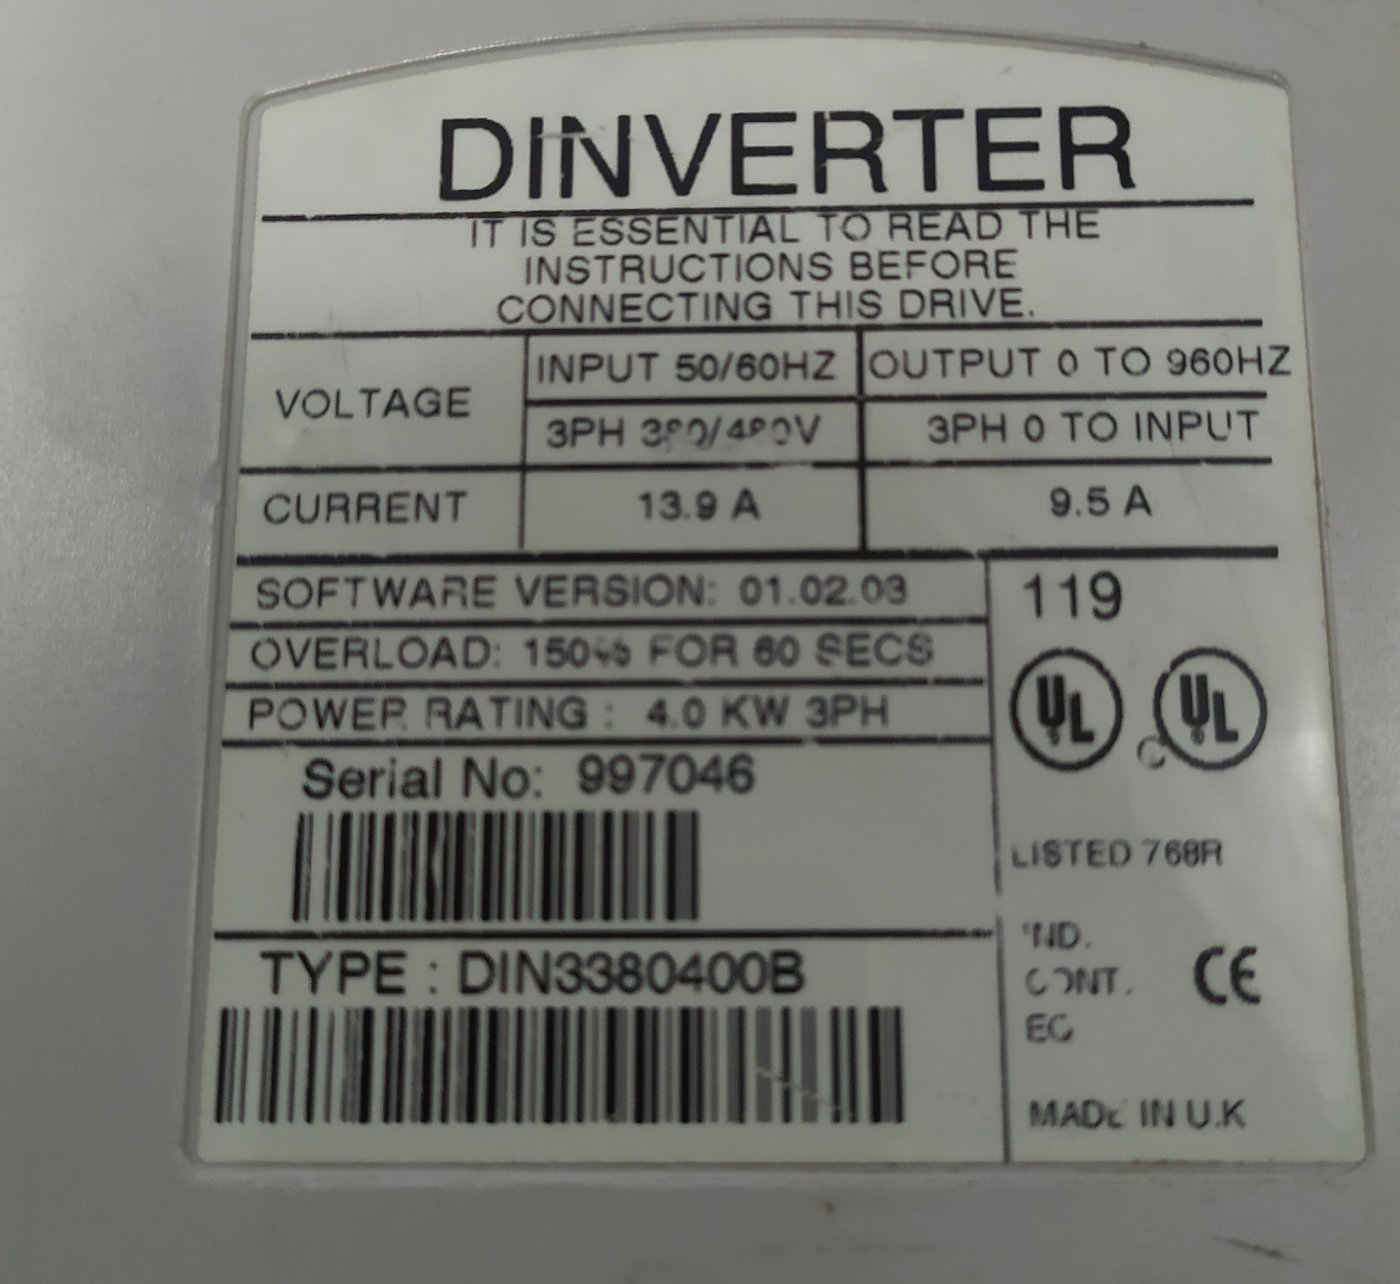 DINVERTER
IT IS ESSENTIAL TO READ THE
INSTRUCTIONS BEFORE
CONNECTING THIS DRIVE.
VOLTAGE
INPUT 50/60HZ
OUTPUT 0 TO 960HZ
3PH 380/480V
3PH 0 TO INPUT
CURRENT
13.9 A
9.5 A
SOFTWARE VERSION: 01.02.03
OVERLOAD: 150% FOR 60 SECS
POWER RATING : 4.0 KW 3PH
Serial No: 997046
TYPE : DIN3380400B
119
UL
UL
LISTED 768R
IND.
CONT.
EQ
CE
MADE IN U.K